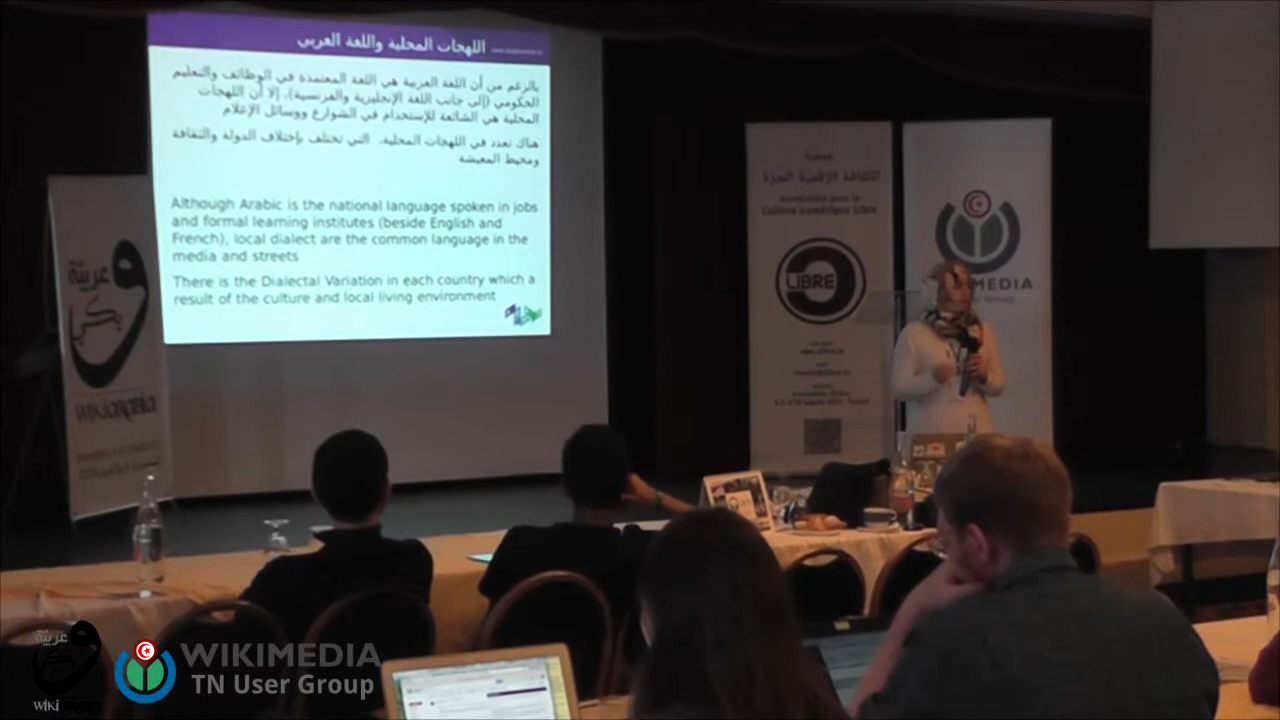 اللهجات المحلية واللغة العربي
بالرغم من أن اللغة العربية هي اللغة المعتمدة في الوظائف والتعليم
الحكومي (إلى جانب اللغة الإنجليزية والفرنسية)، إلا أن اللهجات
المحلية هي الشائعة للإستخدام في الشوارع ووسائل الإعلام
هناك تعدد في اللهجات المحلية، التي تختلف بإختلاف الدولة والثقافة
ومحيط المعيشة
Although Arabic is the national language spoken in jobs
and formal learning institutes (beside English and
French), local dialect are the common language in the
media and streets
There is the Dialectal Variation in each country which a
result of the culture and local living environment
عربية
ويكي
wikiarabia
الثقافة الرقمية الحرة
Culture numérique Libre
LIBRE
MEDIA
er Group
عربية
wiki
WIKIMEDIA
TN User Group